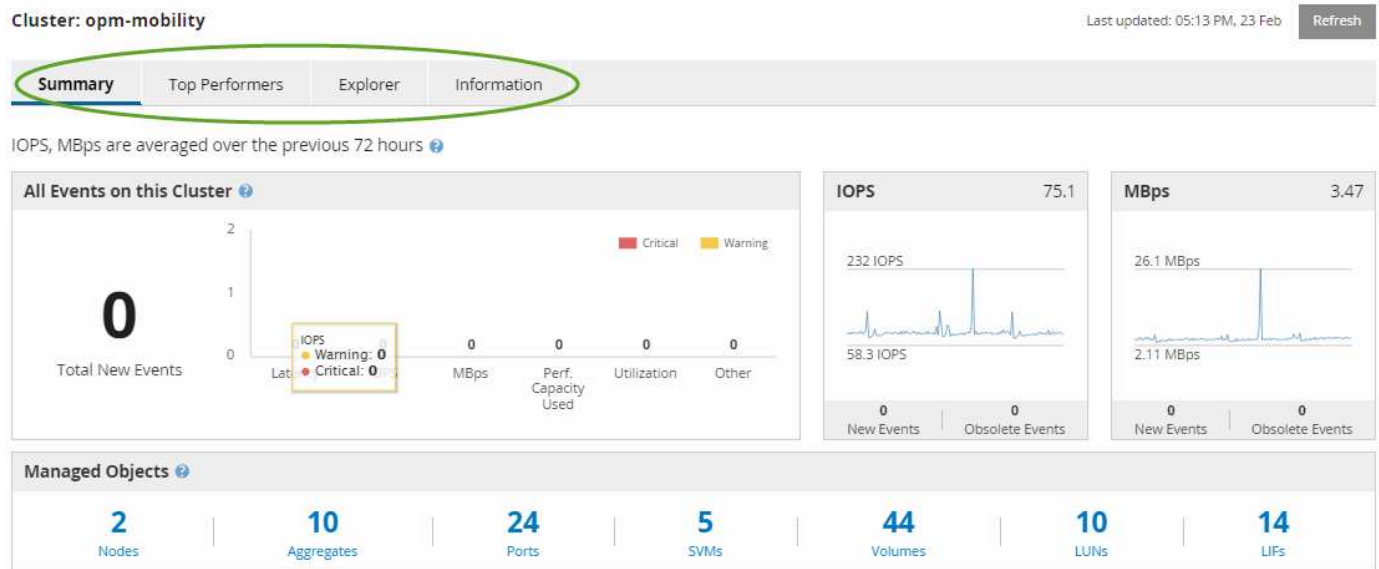 Cluster: opm-mobility
Last updated: 05:13 PM, 23 Feb Refresh
Summary Top Performers Explorer Information
IOPS, MBps are averaged over the previous 72 hours ?
All Events on this Cluster ?
2
Critical Warning
1
0
0
Total New Events
IOPS
Warning: 0
Critical: 0
0 0 0 0 0 0
Latency IOPS MBps Perf. Capacity Used Utilization Other
IOPS 75.1
232 IOPS
58.3 IOPS
0 New Events 0 Obsolete Events
MBps 3.47
26.1 MBps
2.11 MBps
0 New Events 0 Obsolete Events
Managed Objects ?
2 10 24 5 44 10 14
Nodes Aggregates Ports SVMs Volumes LUNs LIFs